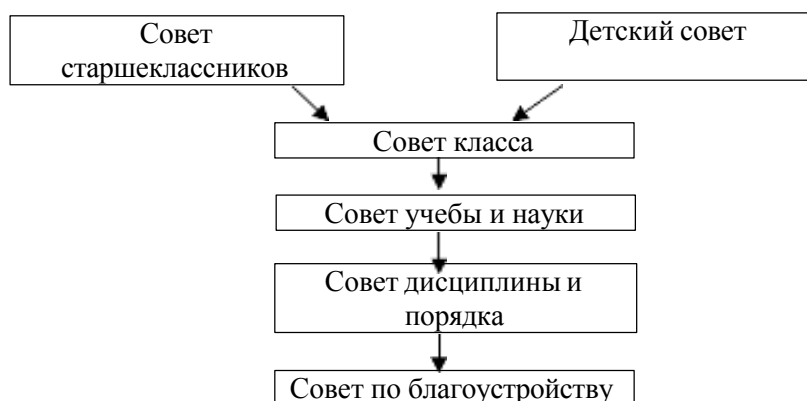 Совет
старшеклассников
Детский совет
Совет класса
Совет учебы и науки
Совет дисциплины и
порядка
Совет по благоустройству